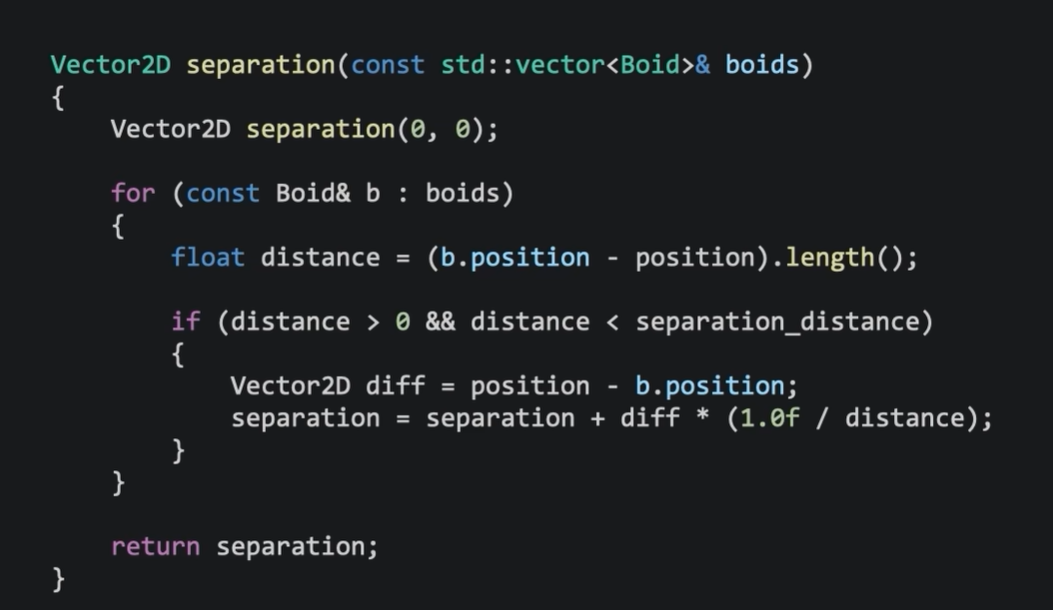 Vector2D separation(const std::vector<Boid>& boids)
{
    Vector2D separation(0, 0);

    for (const Boid& b : boids)
    {
        float distance = (b.position - position).length();

        if (distance > 0 && distance < separation_distance)
        {
            Vector2D diff = position - b.position;
            separation = separation + diff * (1.0f / distance);
        }
    }

    return separation;
}